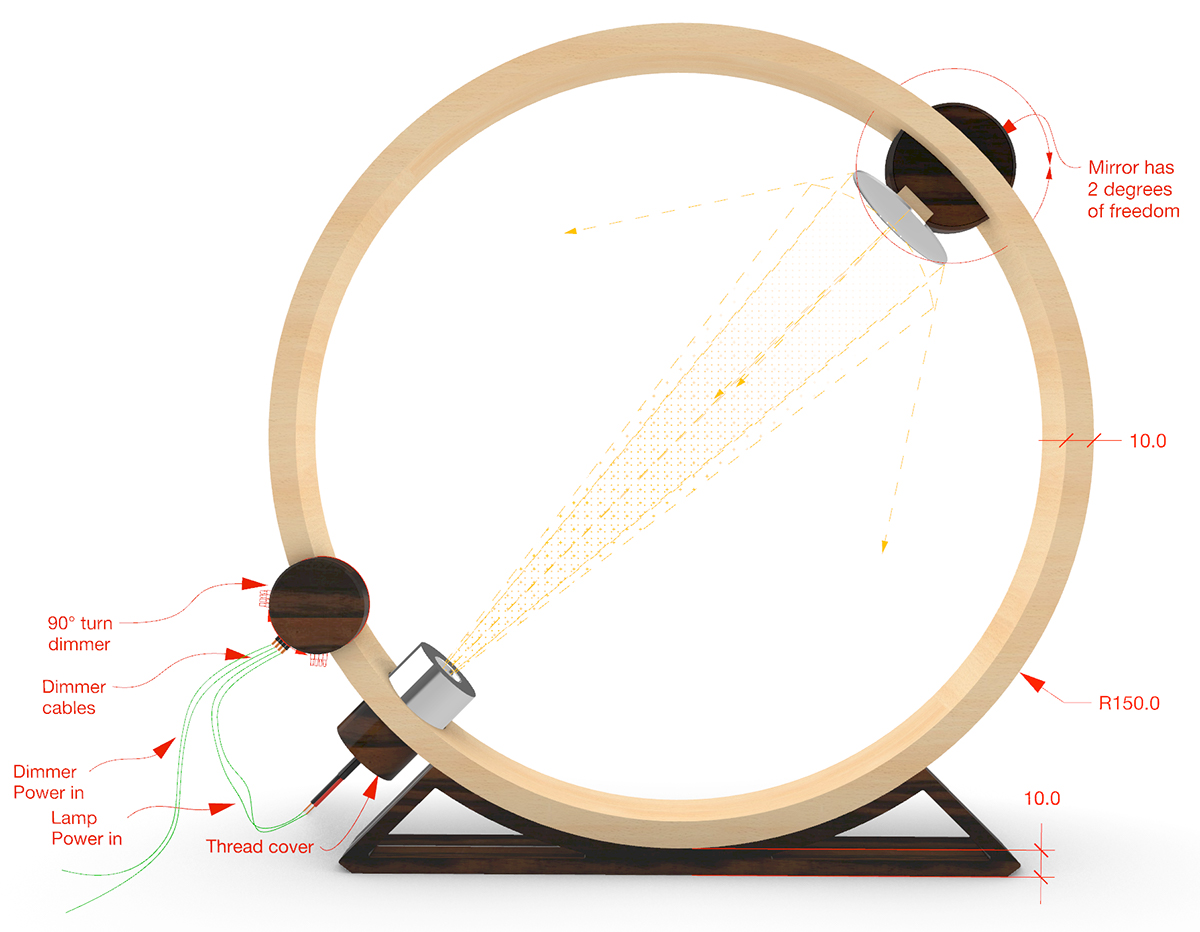 Mirror has
2 degrees
of freedom
10.0
90° turn
dimmer
Dimmer
cables
R150.0
Dimmer
Power in
Lamp
Power in
Thread cover
10.0